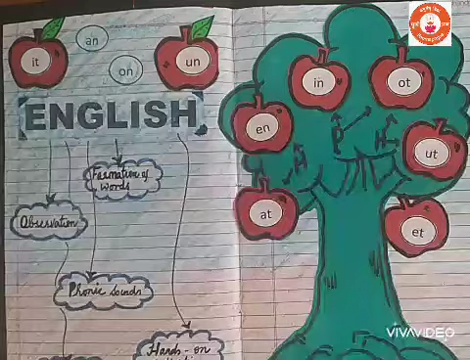 it
an
on
un
ENGLISH
Formation of
words
Observation
Phonic sounds
Hands-on
in
ot
en
ut
at
et
VIVAVIDEO